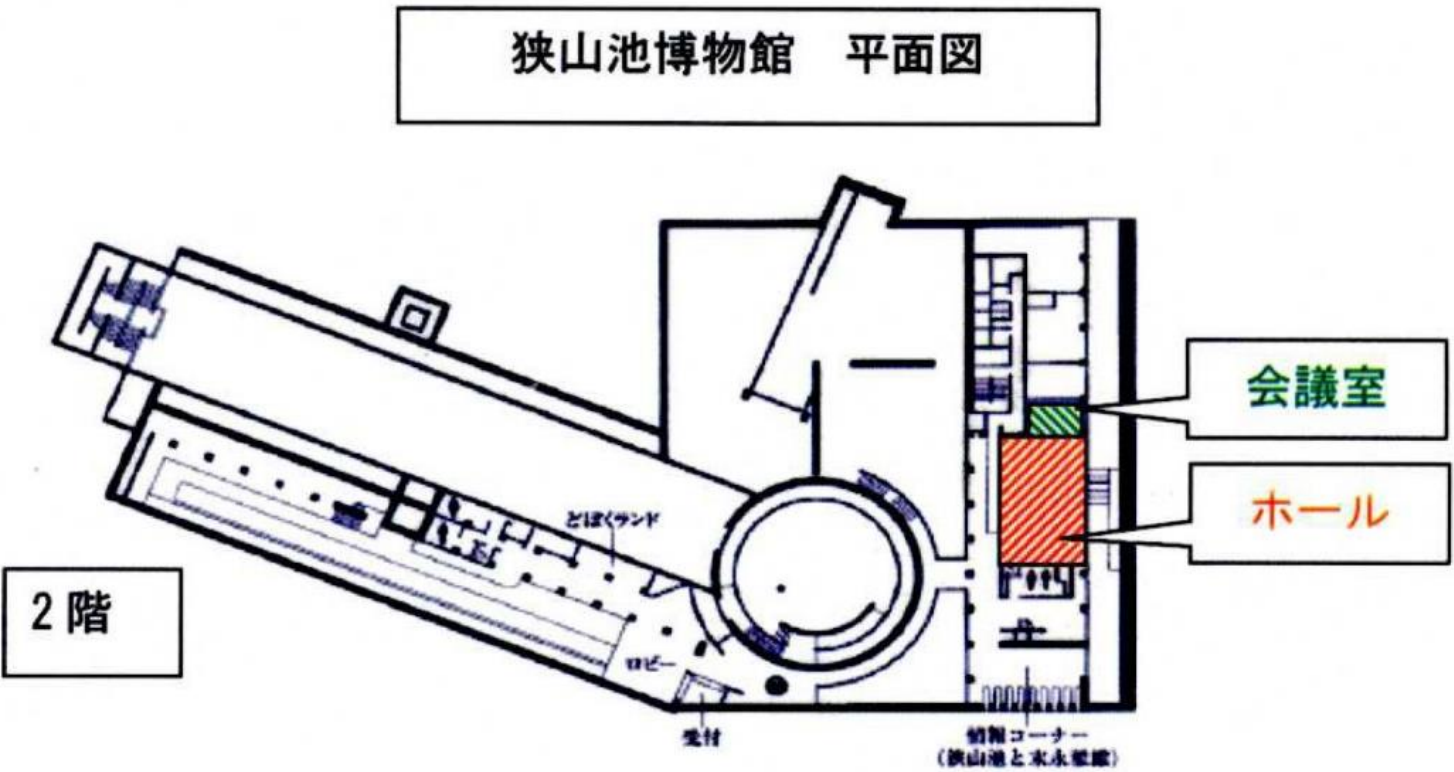 狭山池博物館　平面図
会議室
ホール
どぼくランド
2階
ロビー
受付
情報コーナー
(狭山池と末永雅雄)